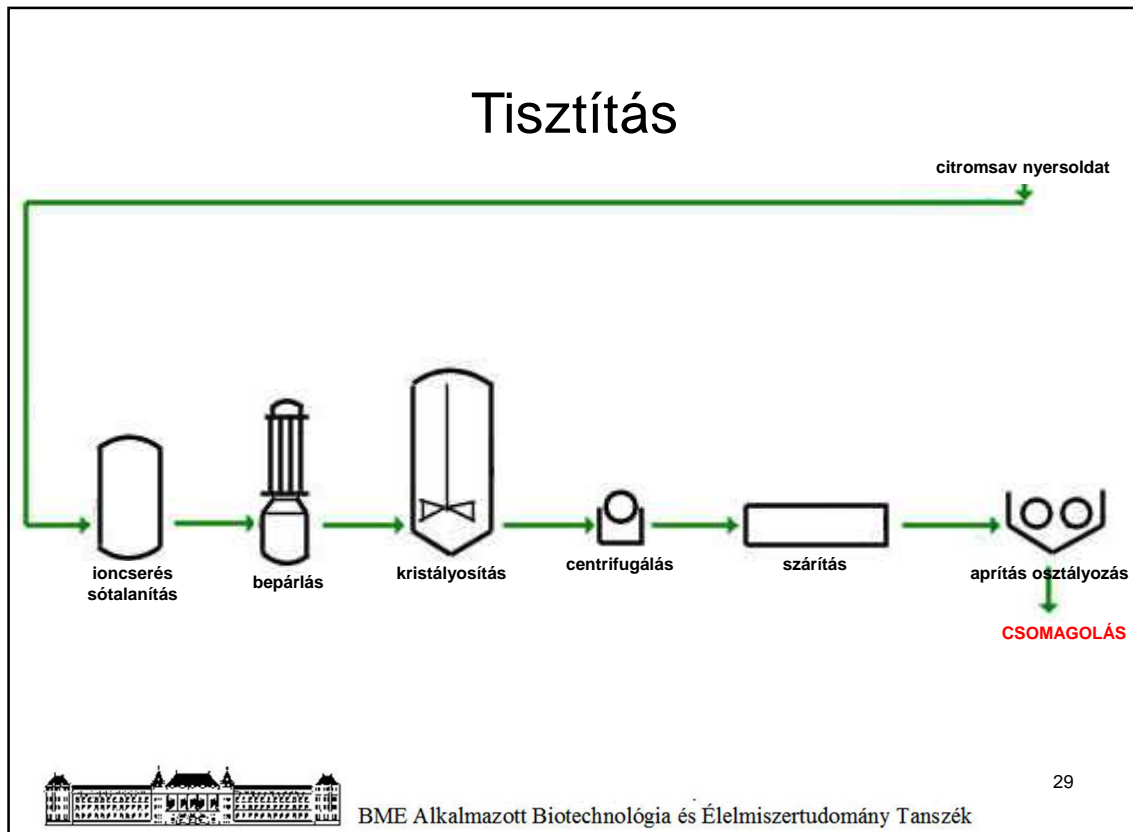 Tisztítás
citromsav nyersoldat
ioncserés
sótalanítás
bepárlás
kristályosítás
centrifugálás
szárítás
aprítás osztályozás
CSOMAGOLÁS
29
BME Alkalmazott Biotechnológia és Élelmiszertudomány Tanszék